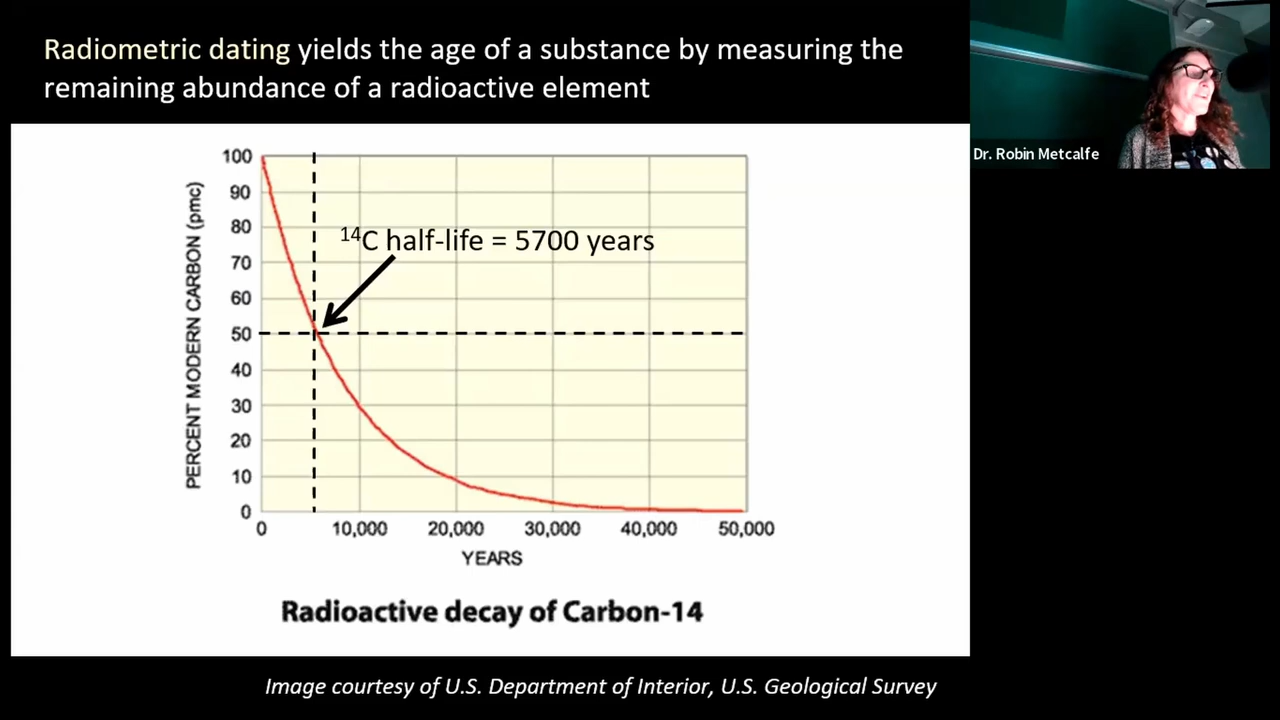 Radiometric dating yields the age of a substance by measuring the
remaining abundance of a radioactive element
Dr. Robin Metcalfe
PERCENT MODERN CARBON (pmc)
100
90
80
70
60
50
40
30
20
10
0
14C half-life = 5700 years
0 10,000 20,000 30,000 40,000 50,000
YEARS
Radioactive decay of Carbon-14
Image courtesy of U.S. Department of Interior, U.S. Geological Survey